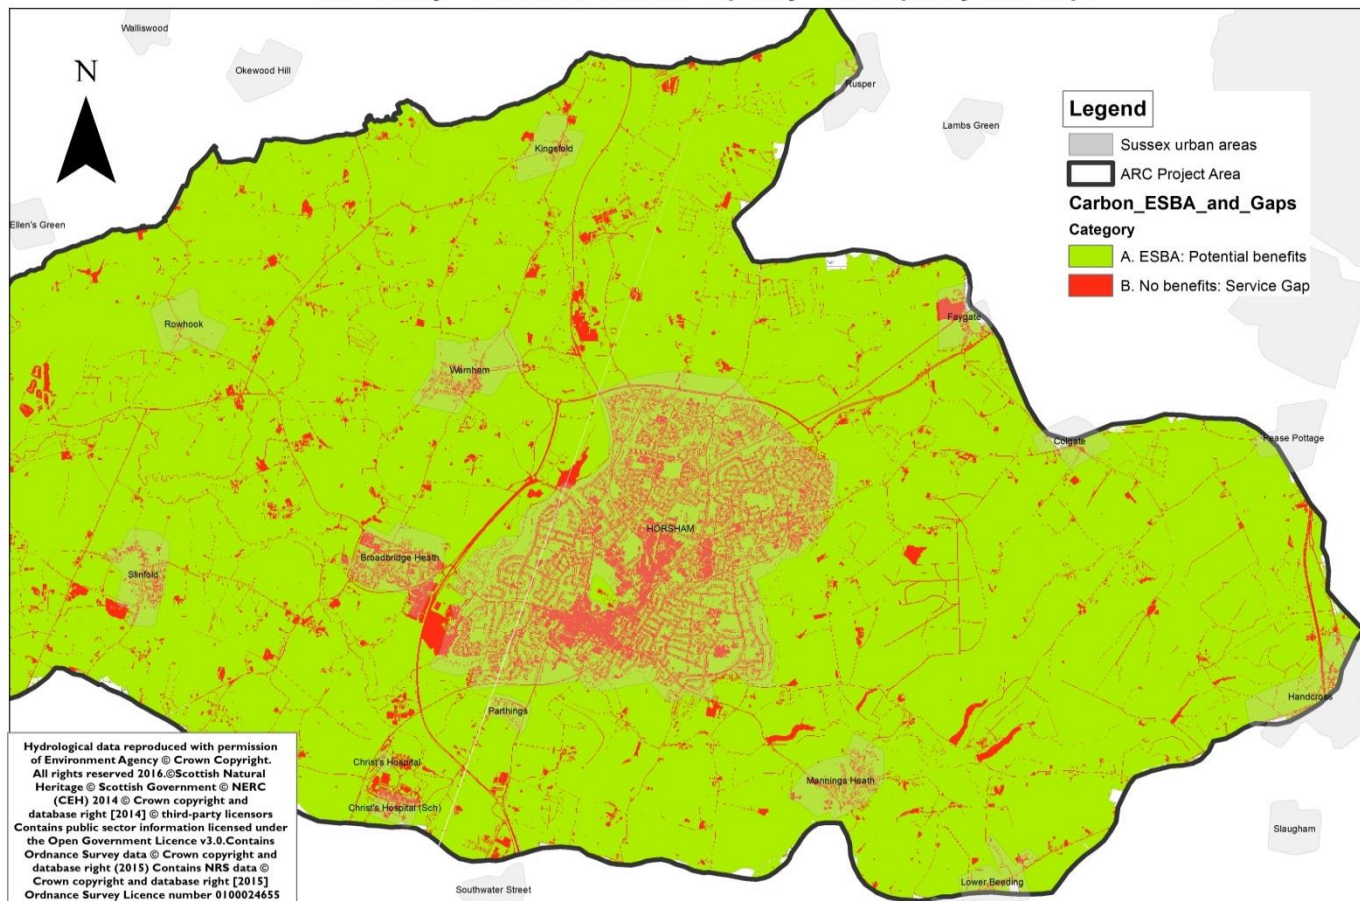 Walliswood
N
Okewood Hill
Rusper
Lambs Green
Kingsfold
Ellen's Green
Legend
Sussex urban areas
ARC Project Area
Carbon_ESBA_and_Gaps
Category
A. ESBA: Potential benefits
B. No benefits: Service Gap
Rowhook
Faygate
Warnham
Colgate
Pease Pottage
HORSHAM
Broadbridge Heath
Slinfold
Handcross
Parthings
Christ's Hospital
Mannings Heath
Christ's Hospital (Sch)
Slaugham
Lower Beeding
Southwater Street
Hydrological data reproduced with permission
of Environment Agency © Crown Copyright.
All rights reserved 2016.©Scottish Natural
Heritage © Scottish Government © NERC
(CEH) 2014 © Crown copyright and
database right [2014] © third-party licensors
Contains public sector information licensed under
the Open Government Licence v3.0.Contains
Ordnance Survey data © Crown copyright and
database right (2015) Contains NRS data ©
Crown copyright and database right [2015]
Ordnance Survey Licence number 0100024655